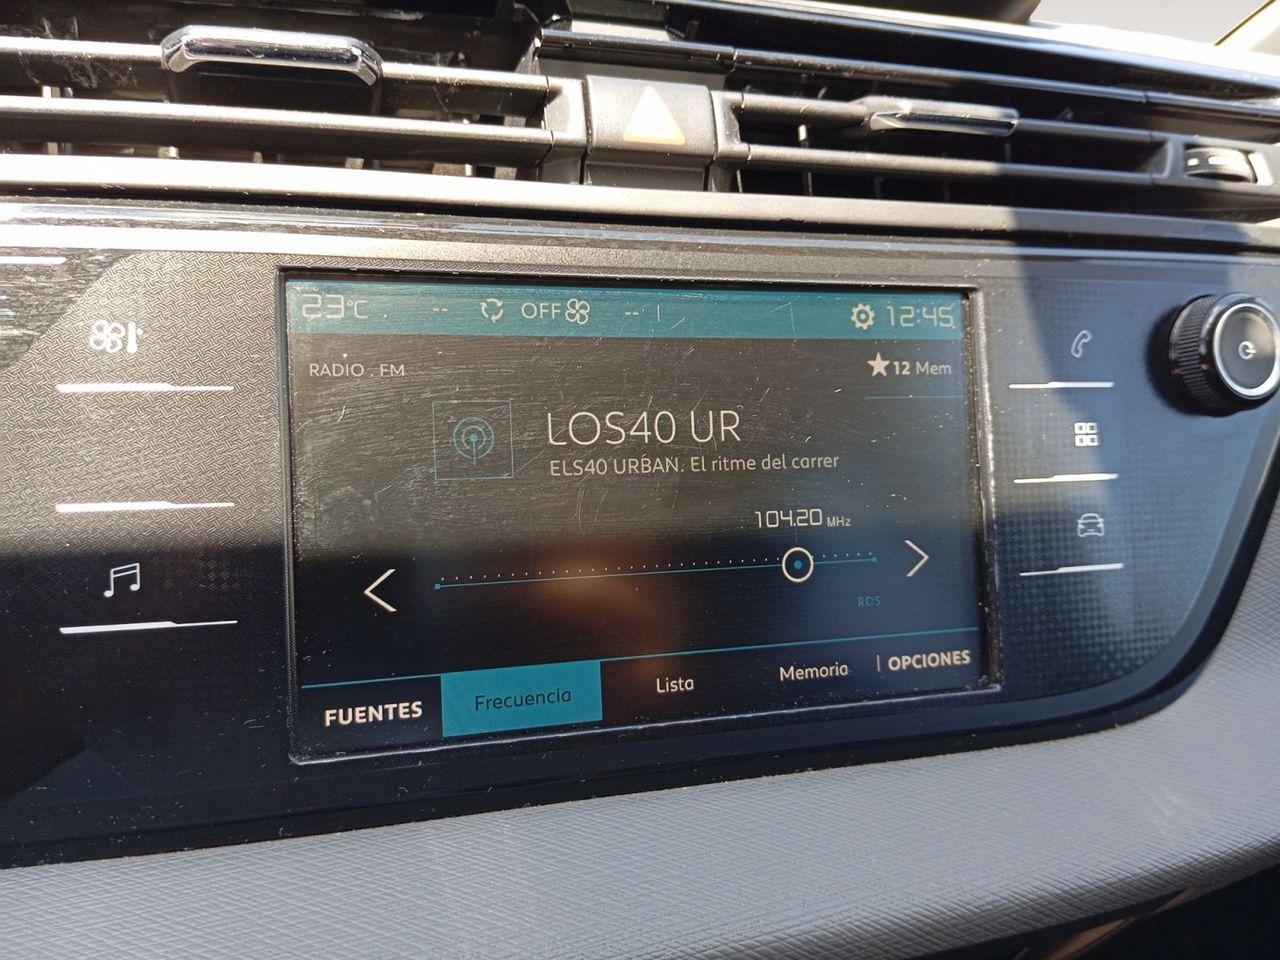 23°C -- OFF -- 12:45
RADIO . FM
12 Mem
LOS40 UR
ELS40 URBAN. El ritme del carrer
104.20 MHz
RDS
FUENTES Frecuencia Lista Memoria OPCIONES